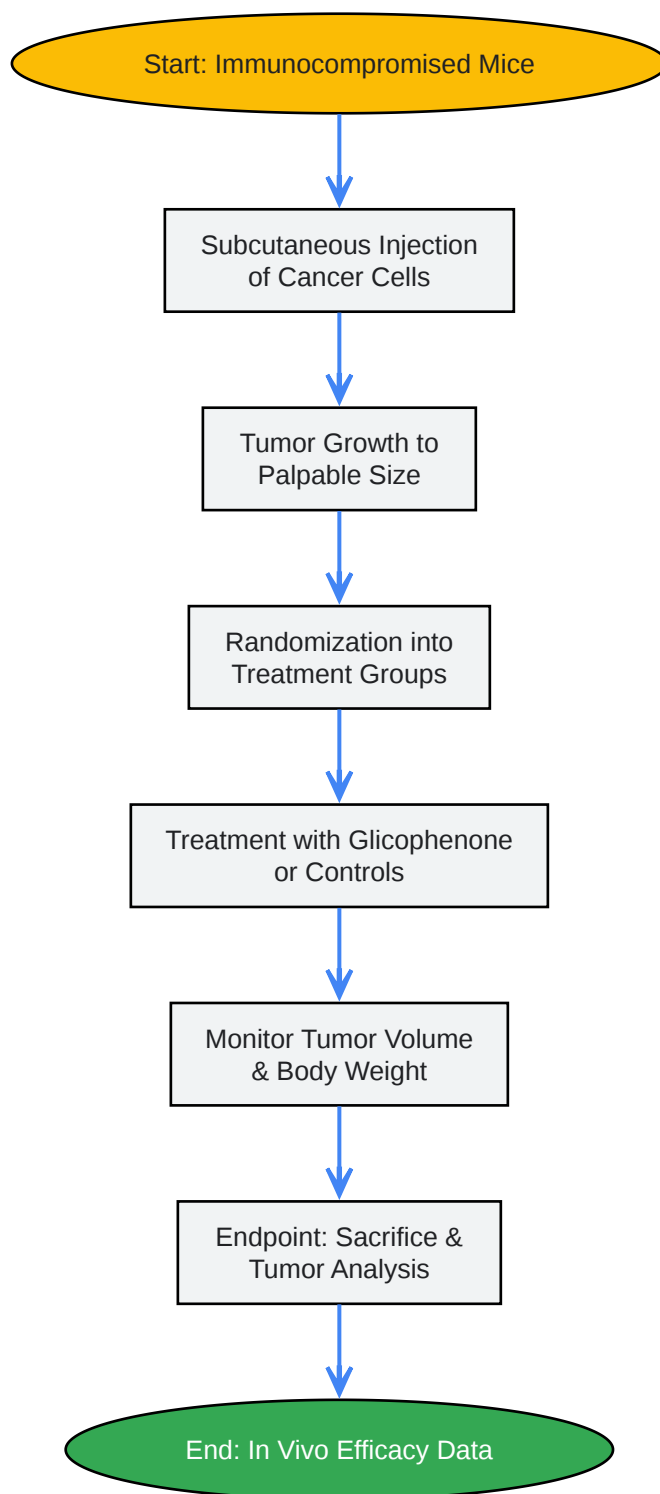 Start: Immunocompromised Mice
Subcutaneous Injection
of Cancer Cells
Tumor Growth to
Palpable Size
Randomization into
Treatment Groups
Treatment with Glicophenone
or Controls
Monitor Tumor Volume
& Body Weight
Endpoint: Sacrifice &
Tumor Analysis
End: In Vivo Efficacy Data